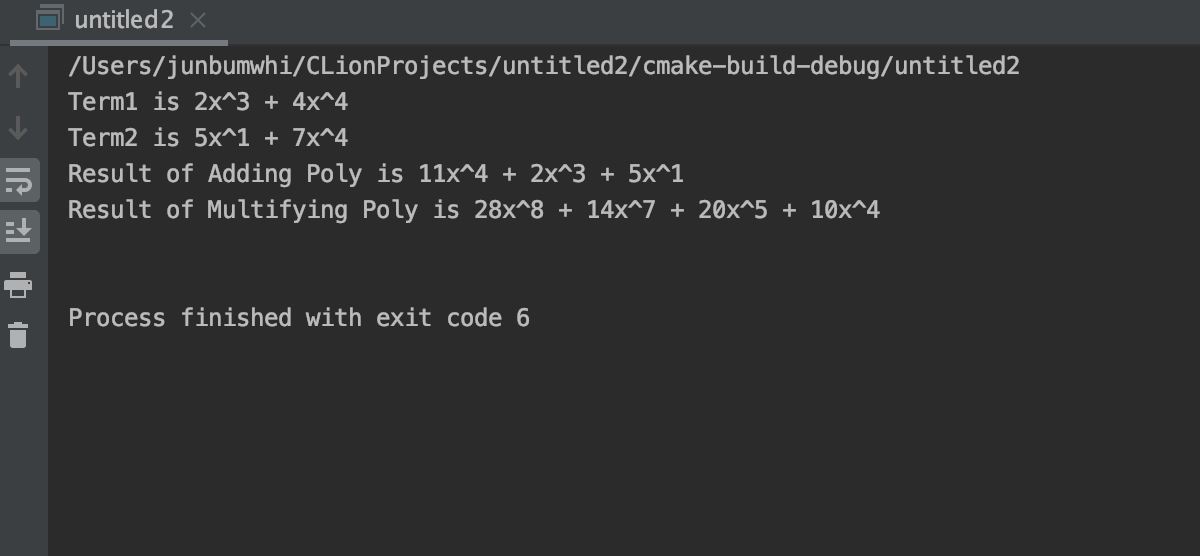 untitled2
/Users/junbumwhi/CLionProjects/untitled2/cmake-build-debug/untitled2
Term1 is 2x^3 + 4x^4
Term2 is 5x^1 + 7x^4
Result of Adding Poly is 11x^4 + 2x^3 + 5x^1
Result of Multifying Poly is 28x^8 + 14x^7 + 20x^5 + 10x^4
Process finished with exit code 6